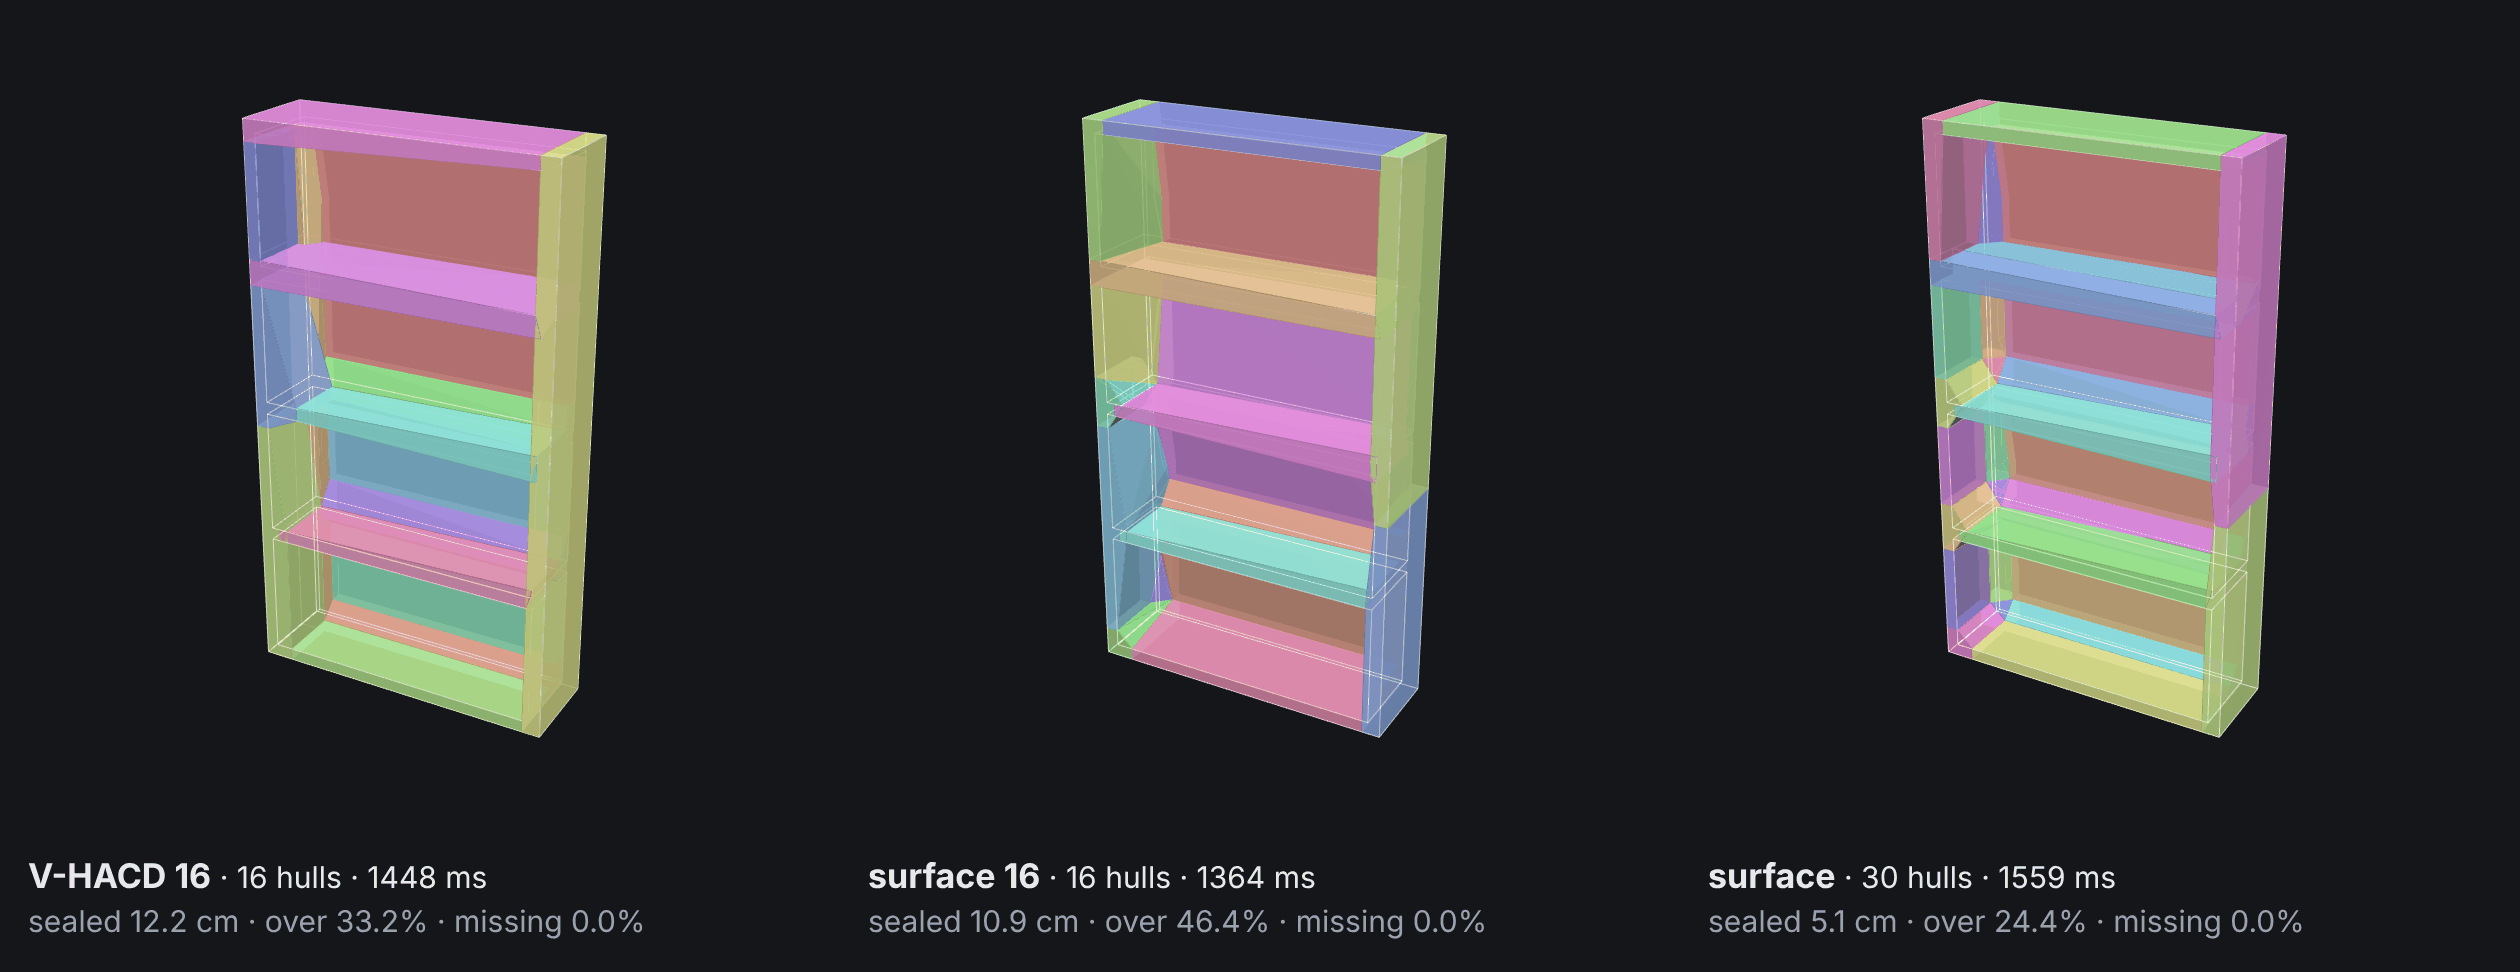 V-HACD 16 · 16 hulls · 1448 ms
sealed 12.2 cm · over 33.2% · missing 0.0%
surface 16 · 16 hulls · 1364 ms
sealed 10.9 cm · over 46.4% · missing 0.0%
surface · 30 hulls · 1559 ms
sealed 5.1 cm · over 24.4% · missing 0.0%